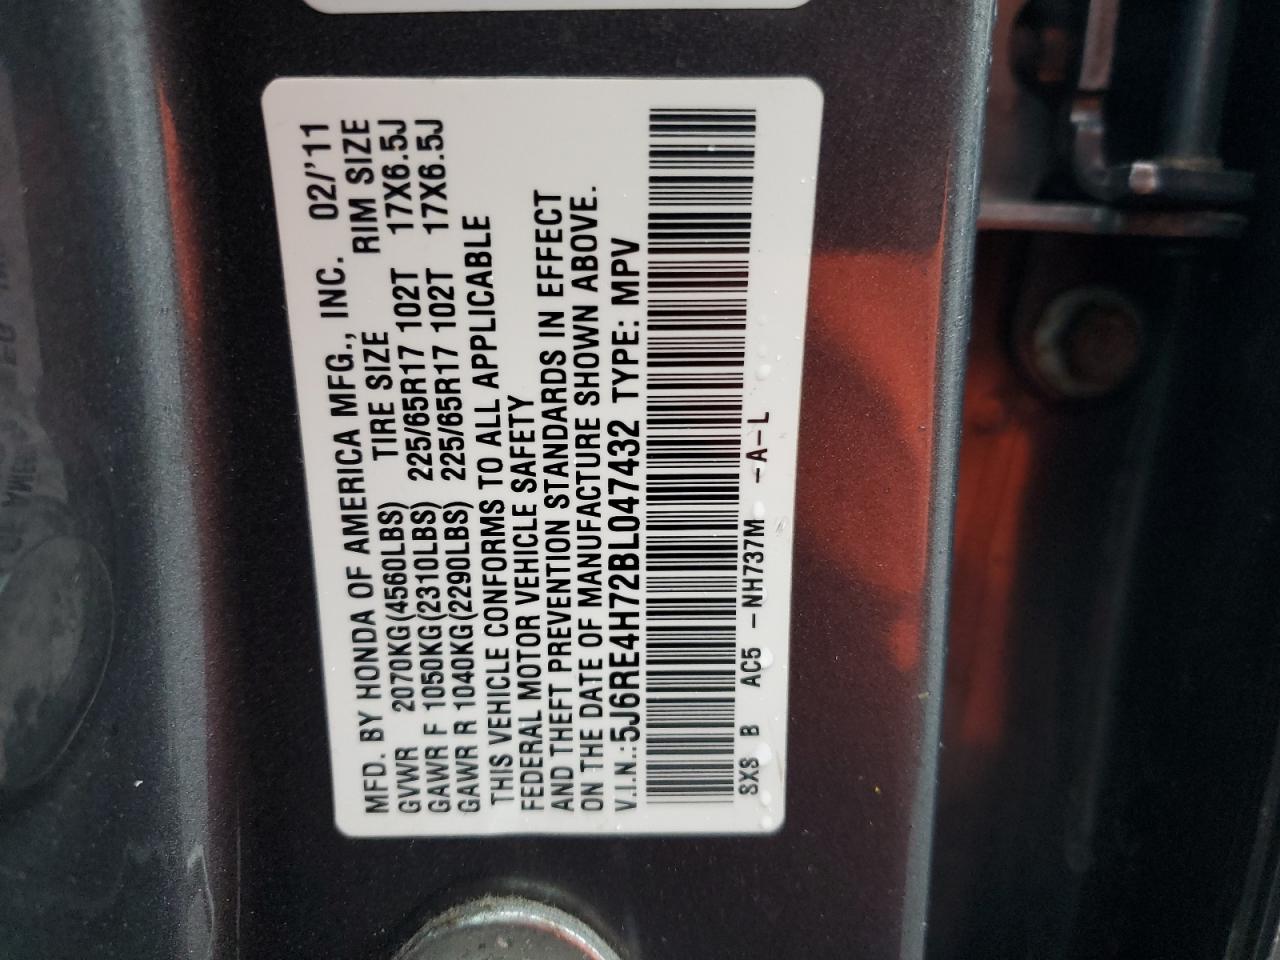 MFD. BY HONDA OF AMERICA MFG., INC. 02/'11
TIRE SIZE RIM SIZE
GVWR 2070KG(4560LBS)
GAWR F 1050KG(2310LBS) 225/65R17 102T 17X6.5J
GAWR R 1040KG(2290LBS) 225/65R17 102T 17X6.5J
THIS VEHICLE CONFORMS TO ALL APPLICABLE
FEDERAL MOTOR VEHICLE SAFETY
AND THEFT PREVENTION STANDARDS IN EFFECT
ON THE DATE OF MANUFACTURE SHOWN ABOVE.
V.I.N.:5J6RE4H72BL047432 TYPE: MPV
SXS B AC5 -NH737M -A-L